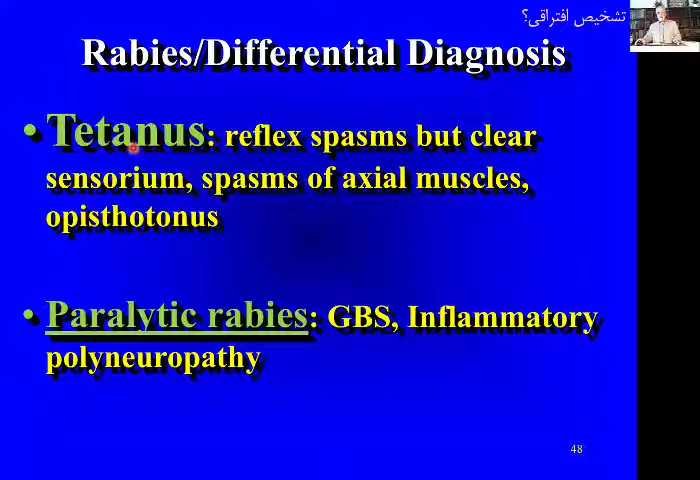 تشخیص افتراقی؟
Rabies/Differential Diagnosis
• Tetanus: reflex spasms but clear
sensorium, spasms of axial muscles,
opisthotonus
• Paralytic rabies: GBS, Inflammatory
polyneuropathy
48